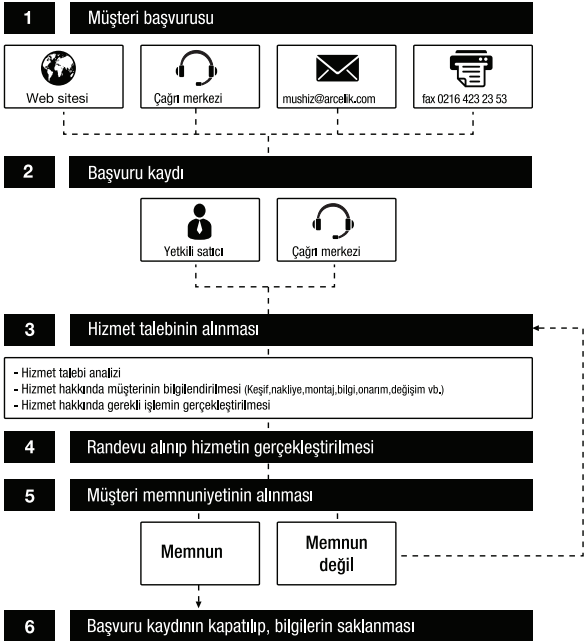 1 Müşteri başvurusu
Web sitesi
Çağrı merkezi
mushiz@arcelik.com
fax 0216 423 23 53
2 Başvuru kaydı
Yetkili satıcı
Çağrı merkezi
3 Hizmet talebinin alınması
- Hizmet talebi analizi
- Hizmet hakkında müşterinin bilgilendirilmesi (Keşif,nakliye,montaj,bilgi,onarım,değişim vb.)
- Hizmet hakkında gerekli işlemin gerçekleştirilmesi
4 Randevu alınıp hizmetin gerçekleştirilmesi
5 Müşteri memnuniyetinin alınması
Memnun
Memnun
değil
6 Başvuru kaydının kapatılıp, bilgilerin saklanması